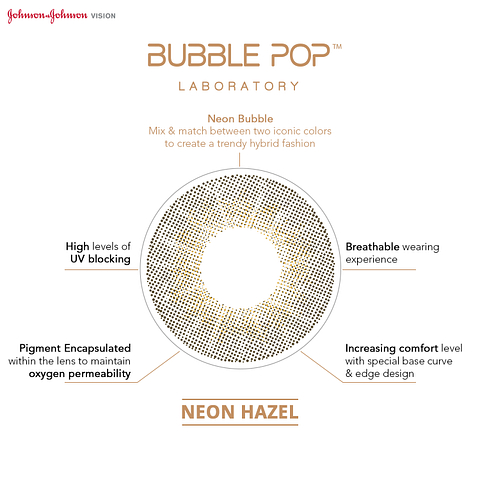 Johnson & Johnson VISION
BUBBLE POP™
LABORATORY
Neon Bubble
Mix & match between two iconic colors
to create a trendy hybrid fashion
High levels of
UV blocking
Breathable wearing
experience
Pigment Encapsulated
within the lens to maintain
oxygen permeability
Increasing comfort level
with special base curve
& edge design
NEON HAZEL